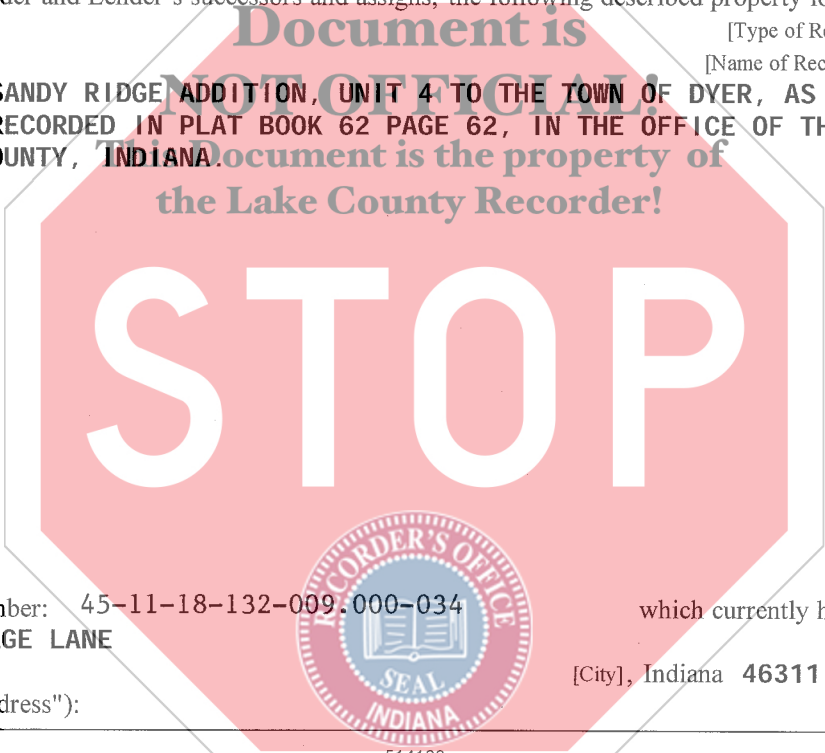 der and Lender's successors and assigns, the following described property lo
Document is
[Type of Re
NOT OFFICIAL!
[Name of Rec
SANDY RIDGE ADDITION, UNIT 4 TO THE TOWN OF DYER, AS
RECORDED IN PLAT BOOK 62 PAGE 62, IN THE OFFICE OF TH
OUNTY, INDIANA.
This Document is the property of
the Lake County Recorder!
STOP
RECORDER'S OFFICE
SEAL
INDIANA
nber: 45-11-18-132-009.000-034 which currently h
GE LANE
[City], Indiana 46311
dress"):